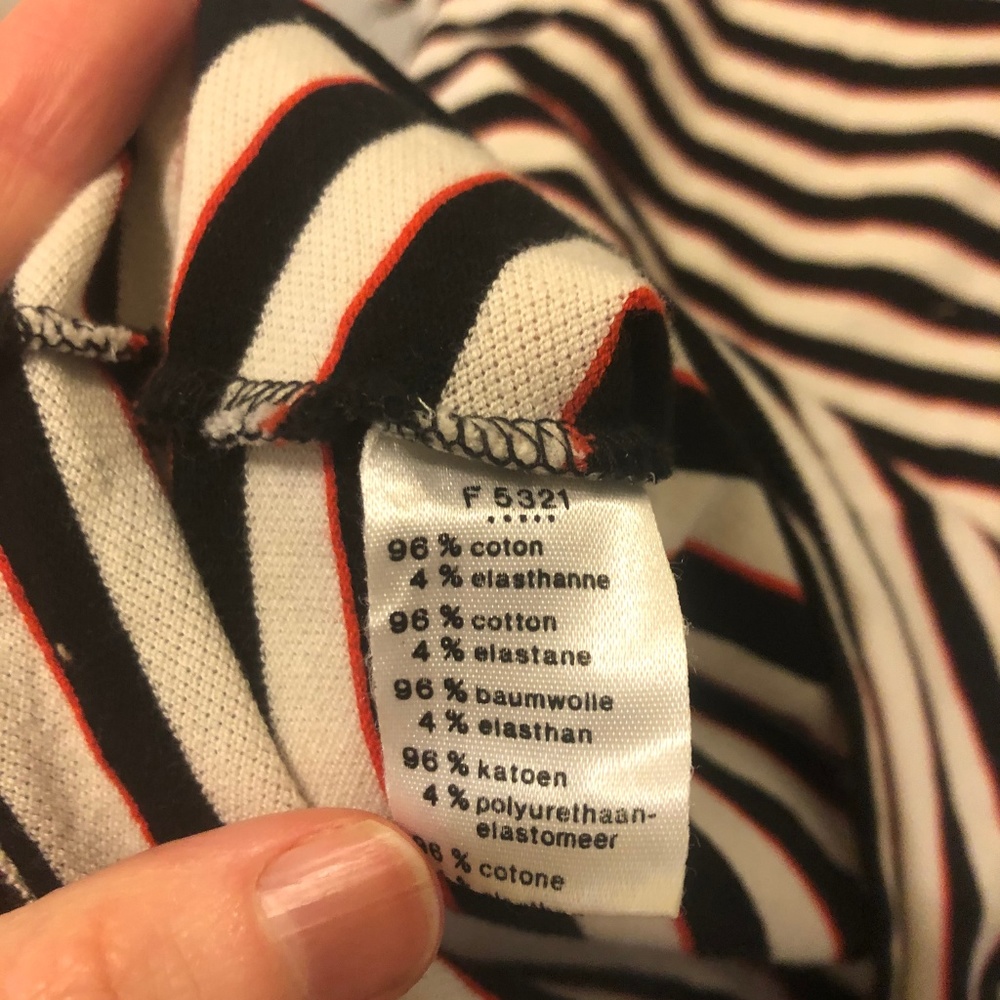 F 5321
96 % coton
4 % elasthanne
96 % cotton
4 % elastane
96 % baumwolle
4 % elasthan
96 % katoen
4 % polyurethaan-
elastomeer
96 % cotone